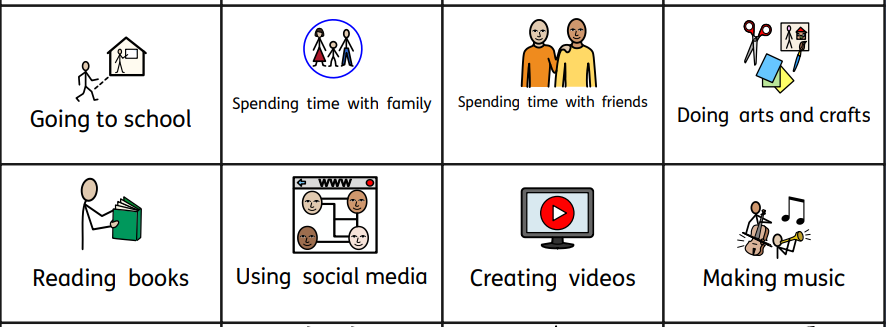 Going to school
Spending time with family
Spending time with friends
Doing arts and crafts
WWW
Reading books
Using social media
Creating videos
Making music